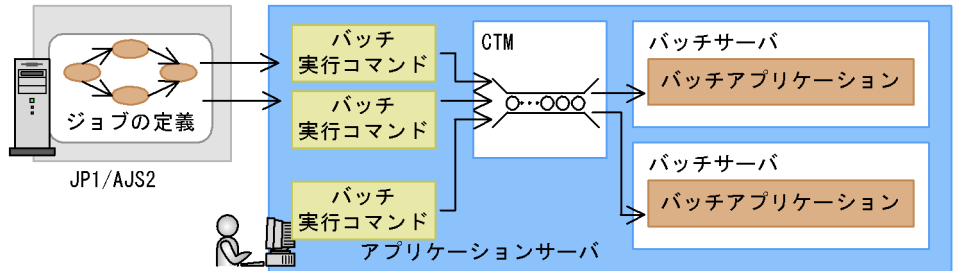 ジョブの定義
JP1/AJS2
バッチ
実行コマンド
バッチ
実行コマンド
バッチ
実行コマンド
CTM
バッチサーバ
バッチアプリケーション
バッチサーバ
バッチアプリケーション
アプリケーションサーバ